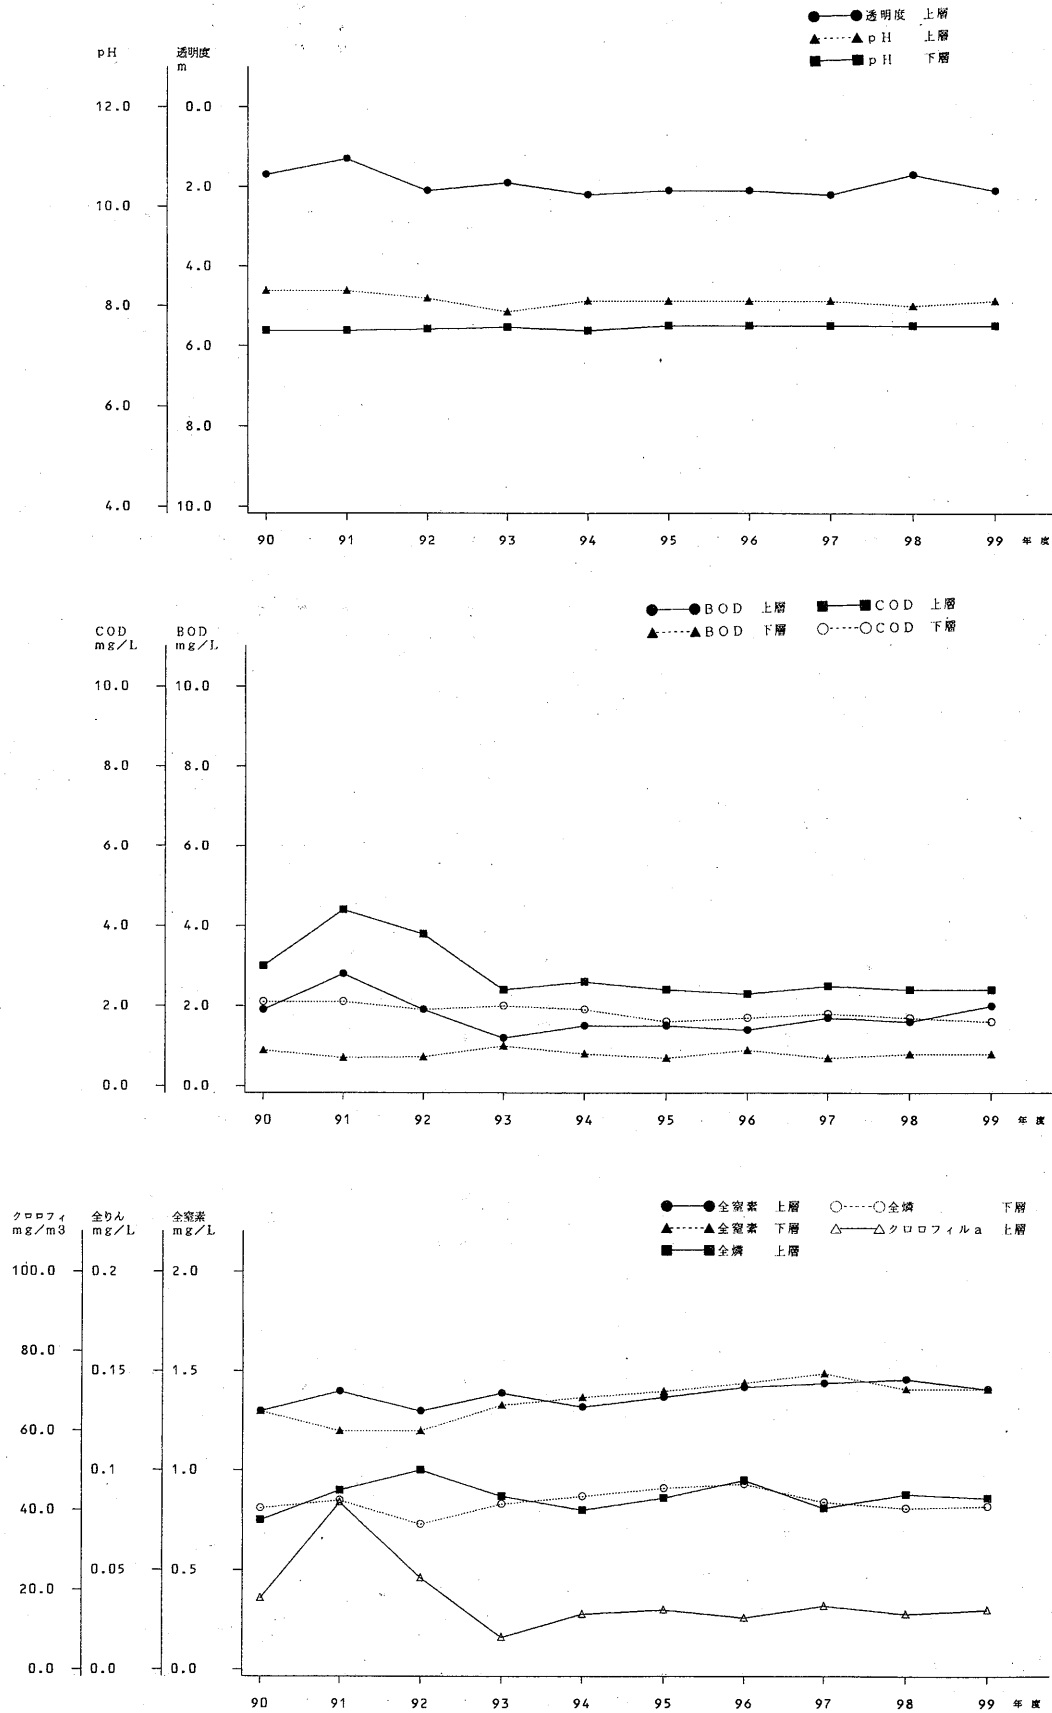 透明度 上層
pH 上層
pH 下層
pH 透明度
m
12.0 0.0
2.0
10.0
4.0
8.0
6.0
6.0
8.0
4.0 10.0
90 91 92 93 94 95 96 97 98 99 年度
BOD 上層 COD 上層
BOD 下層 COD 下層
COD BOD
mg/L mg/L
10.0 10.0
8.0 8.0
6.0 6.0
4.0 4.0
2.0 2.0
0.0 0.0
90 91 92 93 94 95 96 97 98 99 年度
全窒素 上層 全燐 下層
全窒素 下層 クロロフィルa 上層
全燐 上層
クロロフィ 全りん 全窒素
mg/m3 mg/L mg/L
100.0 0.2 2.0
80.0
0.15 1.5
60.0
0.1 1.0
40.0
0.05 0.5
20.0
0.0 0.0 0.0
90 91 92 93 94 95 96 97 98 99 年度